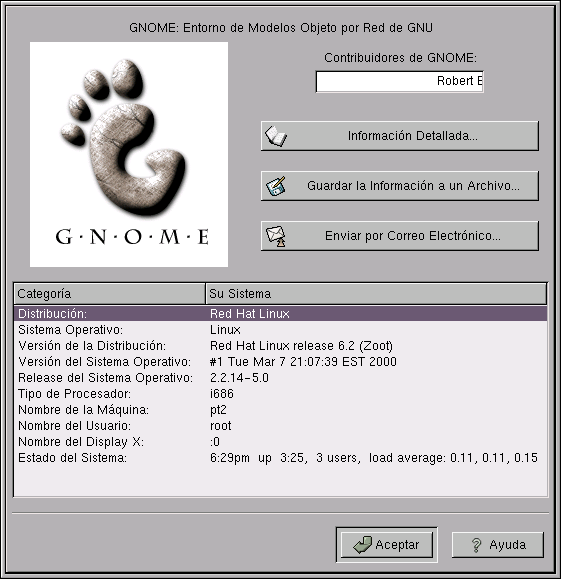 GNOME: Entorno de Modelos Objeto por Red de GNU
G·N·O·M·E
Contribuidores de GNOME:
Robert
Información Detallada...
Guardar la Información a un Archivo...
Enviar por Correo Electrónico...
Categoría Su Sistema
Distribución: Red Hat Linux
Sistema Operativo: Linux
Versión de la Distribución: Red Hat Linux release 6.2 (Zoot)
Versión del Sistema Operativo: #1 Tue Mar 7 21:07:39 EST 2000
Release del Sistema Operativo: 2.2.14-5.0
Tipo de Procesador: i686
Nombre de la Máquina: pt2
Nombre del Usuario: root
Nombre del Display X: :0
Estado del Sistema: 6:29pm up 3:25, 3 users, load average: 0.11, 0.11, 0.15
Aceptar
Ayuda